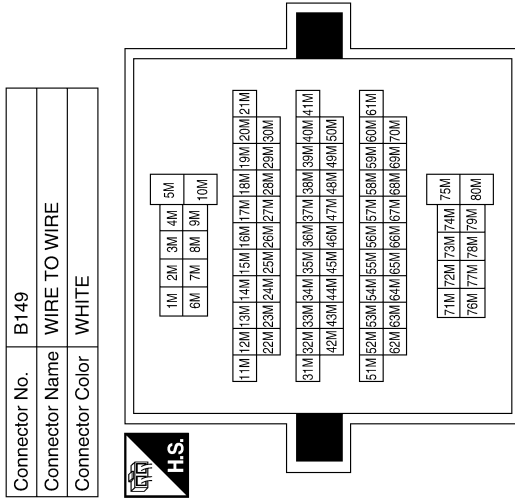 Connector No. B149
Connector Name WIRE TO WIRE
Connector Color WHITE
H.S.
1M 2M 3M 4M 5M
6M 7M 8M 9M 10M
11M 12M 13M 14M 15M 16M 17M 18M 19M 20M 21M
22M 23M 24M 25M 26M 27M 28M 29M 30M
31M 32M 33M 34M 35M 36M 37M 38M 39M 40M 41M
42M 43M 44M 45M 46M 47M 48M 49M 50M
51M 52M 53M 54M 55M 56M 57M 58M 59M 60M 61M
62M 63M 64M 65M 66M 67M 68M 69M 70M
71M 72M 73M 74M 75M
76M 77M 78M 79M 80M